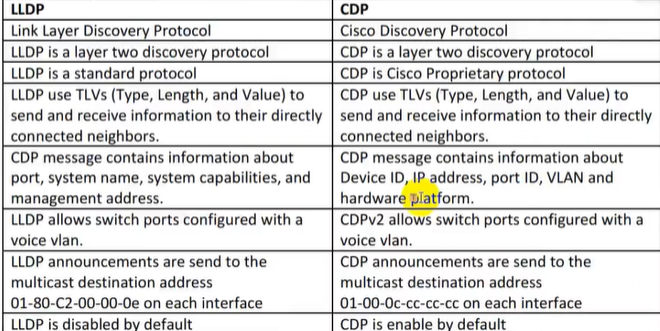 LLDP
CDP
Link Layer Discovery Protocol
Cisco Discovery Protocol
LLDP is a layer two discovery protocol
CDP is a layer two discovery protocol
LLDP is a standard protocol
CDP is Cisco Proprietary protocol
LLDP use TLVs (Type, Length, and Value) to
send and receive information to their directly
connected neighbors.
CDP use TLVs (Type, Length, and Value) to
send and receive information to their directly
connected neighbors.
CDP message contains information about
port, system name, system capabilities, and
management address.
CDP message contains information about
Device ID, IP address, port ID, VLAN and
hardware platform.
LLDP allows switch ports configured with a
voice vlan.
CDPv2 allows switch ports configured with a
voice vlan.
LLDP announcements are send to the
multicast destination address
01-80-C2-00-00-0e on each interface
CDP announcements are send to the
multicast destination address
01-00-0c-cc-cc-cc on each interface
LLDP is disabled by default
CDP is enable by default